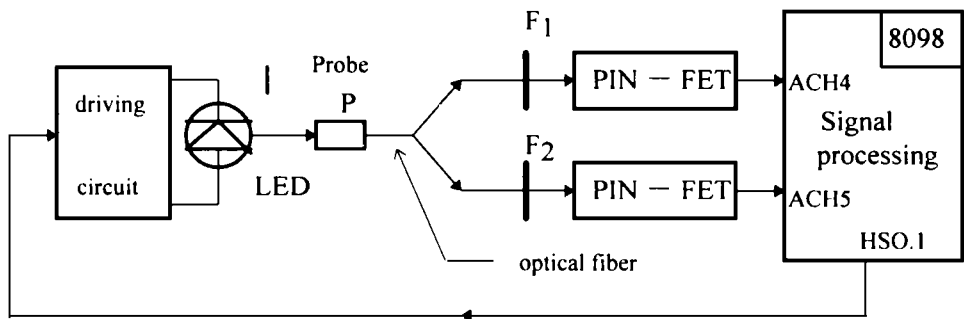 driving
circuit
I
LED
Probe
P
optical fiber
F1
PIN - FET
F2
PIN - FET
8098
ACH4
Signal
processing
ACH5
HSO.1